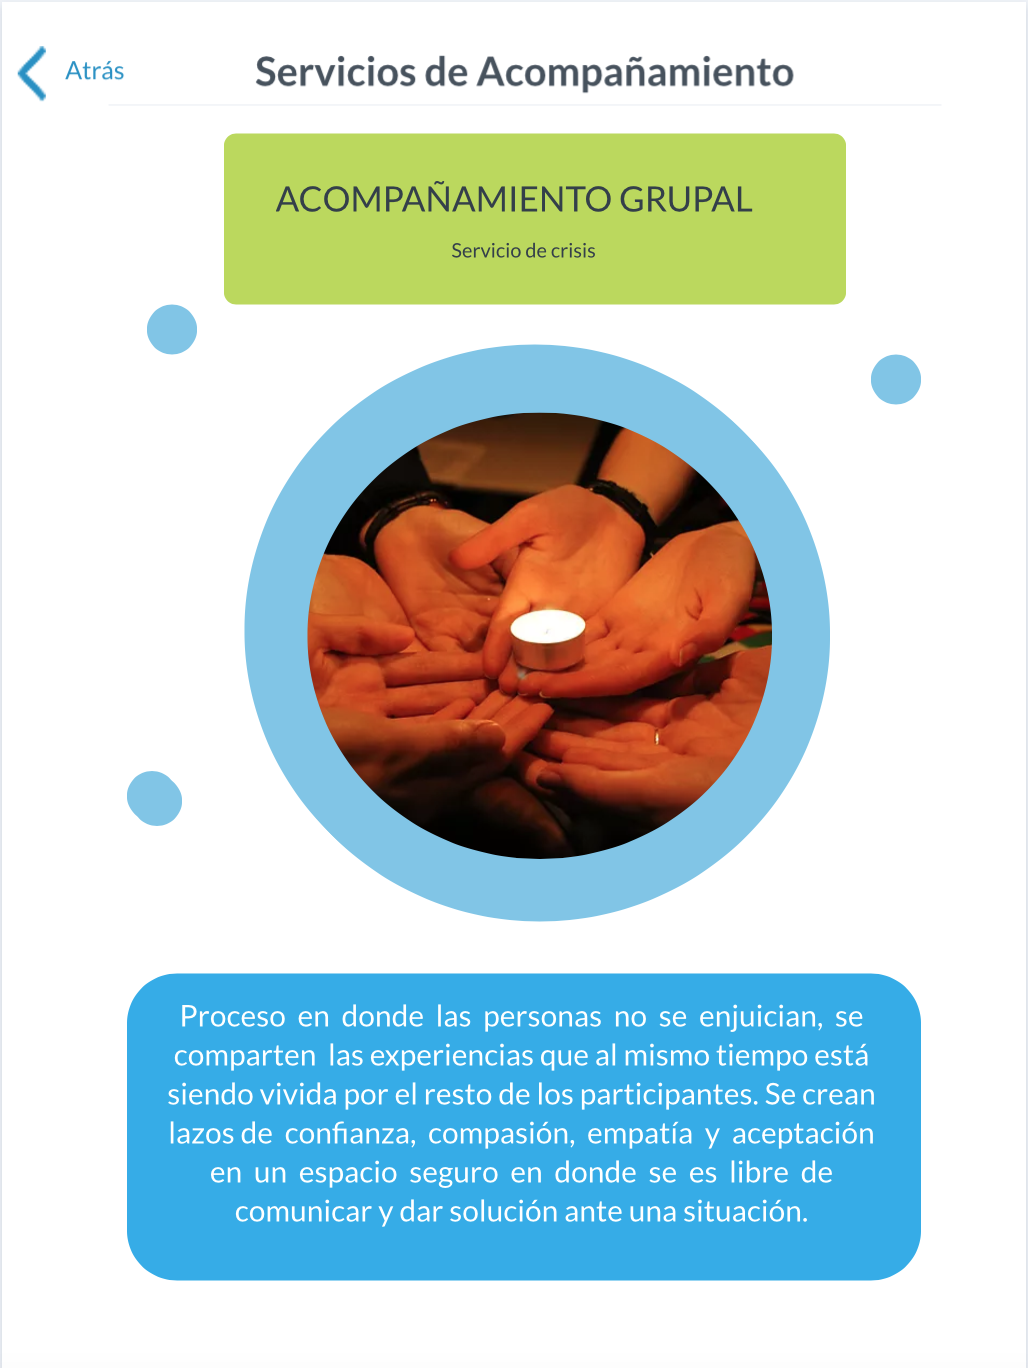 Atrás
Servicios de Acompañamiento
ACOMPAÑAMIENTO GRUPAL
Servicio de crisis
Proceso en donde las personas no se enjuician, se
comparten las experiencias que al mismo tiempo está
siendo vivida por el resto de los participantes. Se crean
lazos de confianza, compasión, empatía y aceptación
en un espacio seguro en donde se es libre de
comunicar y dar solución ante una situación.